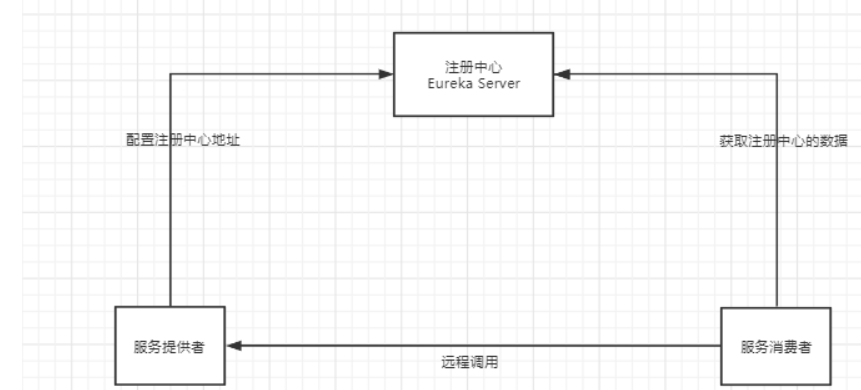 注册中心
Eureka Server
配置注册中心地址
获取注册中心的数据
服务提供者
服务消费者
远程调用